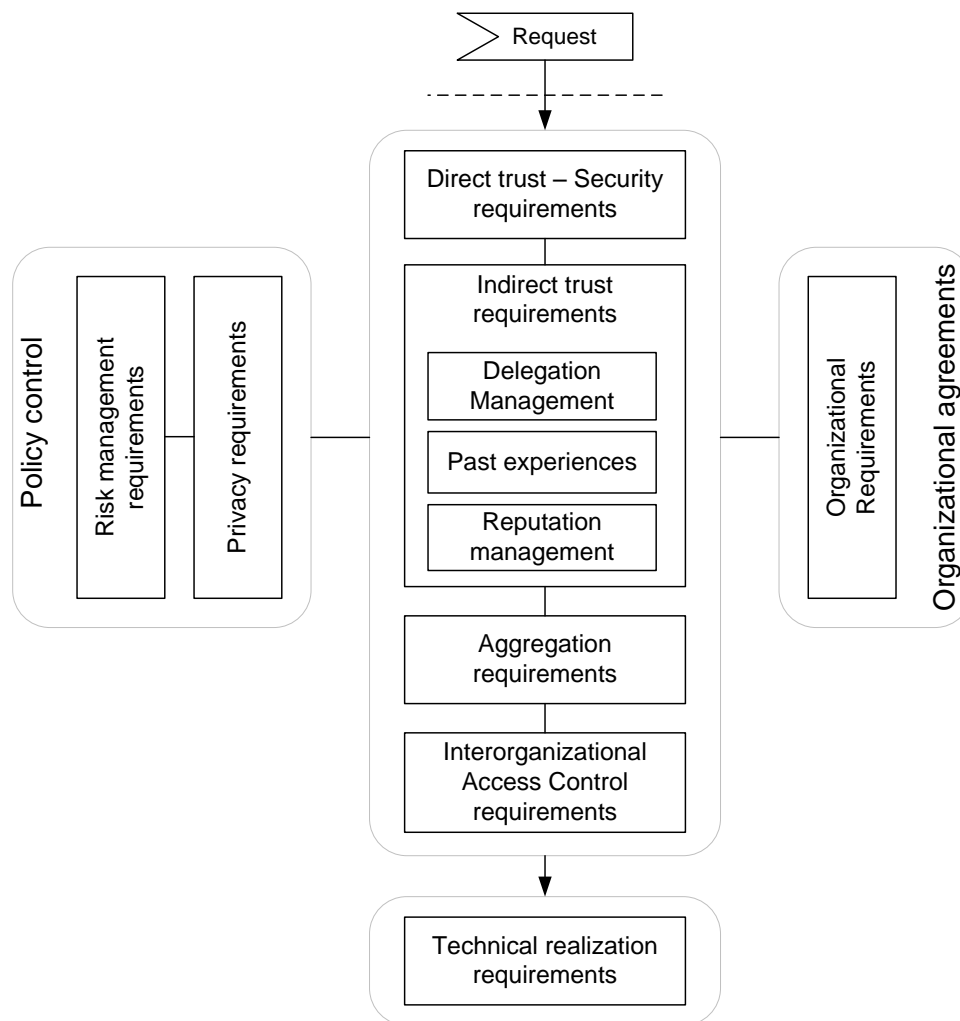 Request
Direct trust – Security
requirements
Indirect trust
requirements
Delegation
Management
Past experiences
Reputation
management
Aggregation
requirements
Interorganizational
Access Control
requirements
Policy control
Risk management
requirements
Privacy requirements
Organizational
Requirements
Organizational agreements
Technical realization
requirements